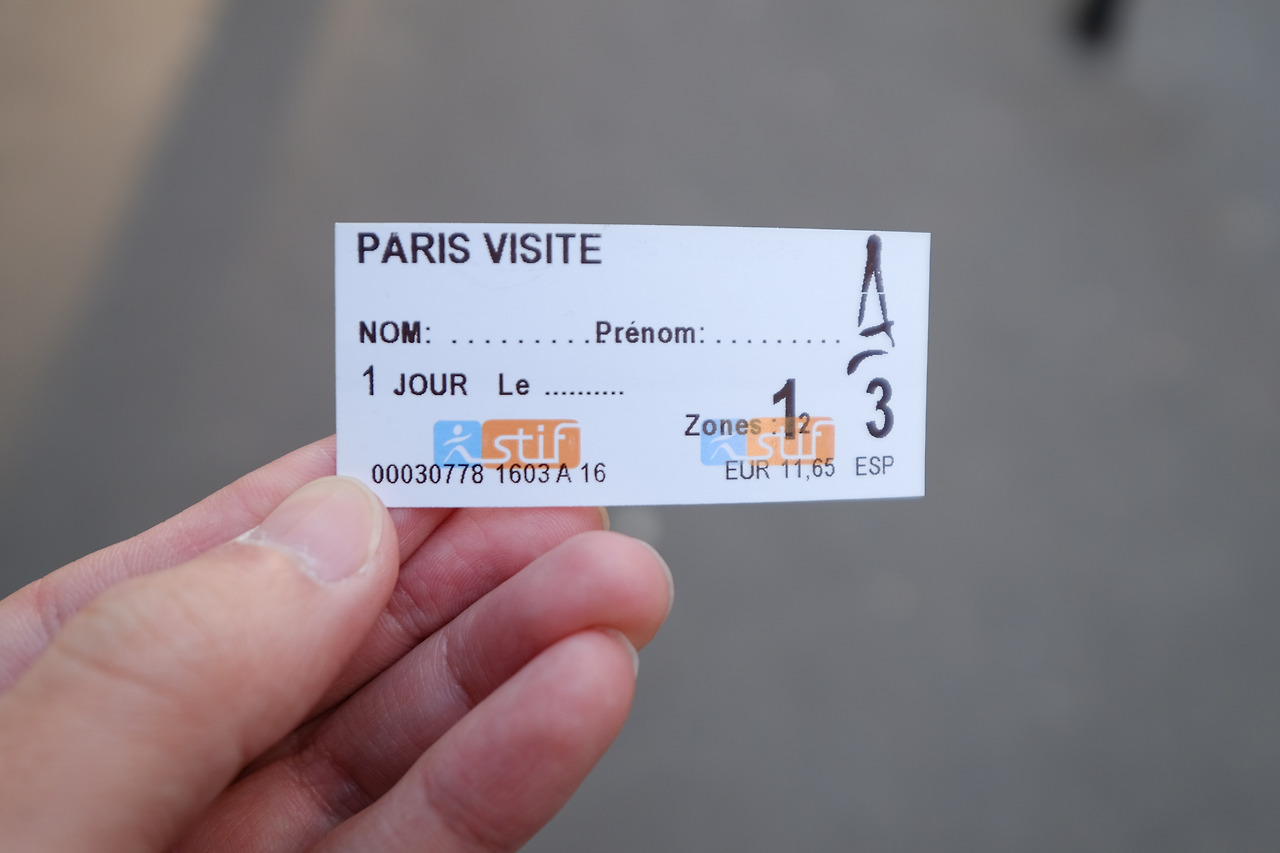 PARIS VISITE
NOM: . . . . . . . . . Prénom: . . . . . . . . . .
1 JOUR Le ..........
Zones : 1 2 3
stif stif
00030778 1603 A 16 EUR 11,65 ESP